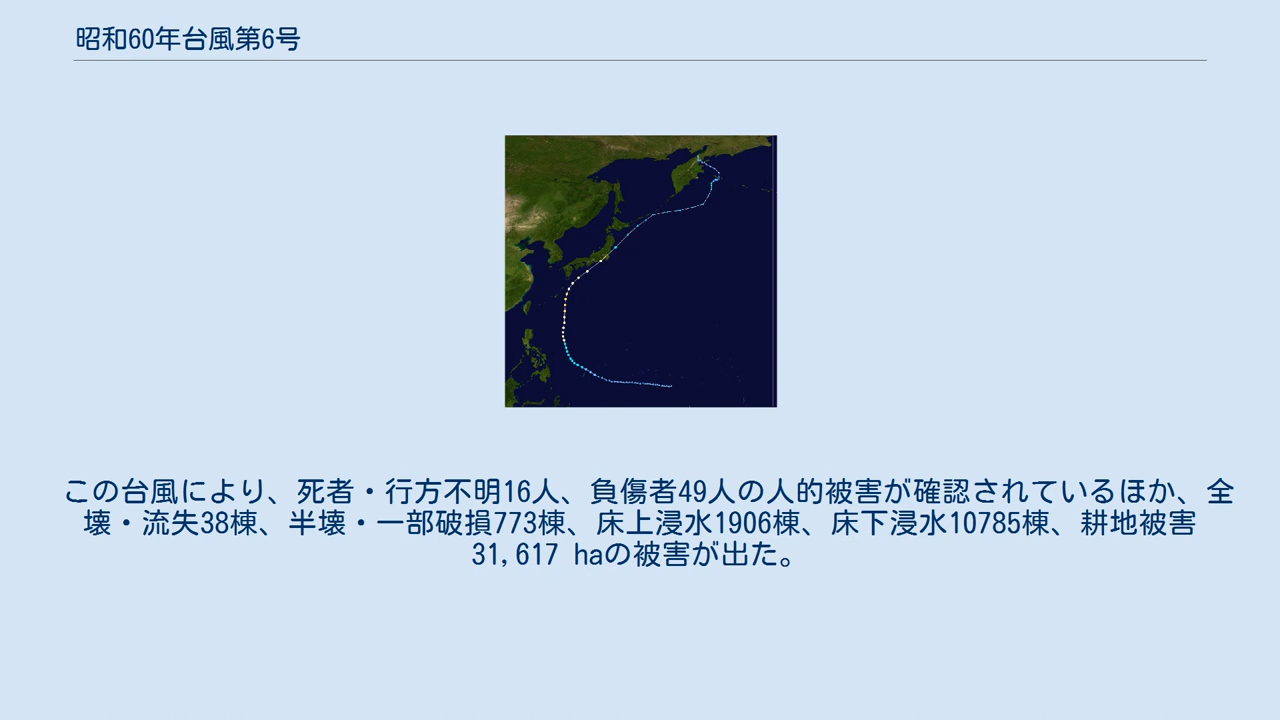 昭和60年台風第6号
この台風により、死者・行方不明16人、負傷者49人の人的被害が確認されているほか、全
壊・流失38棟、半壊・一部破損773棟、床上浸水1906棟、床下浸水10785棟、耕地被害
31,617 haの被害が出た。